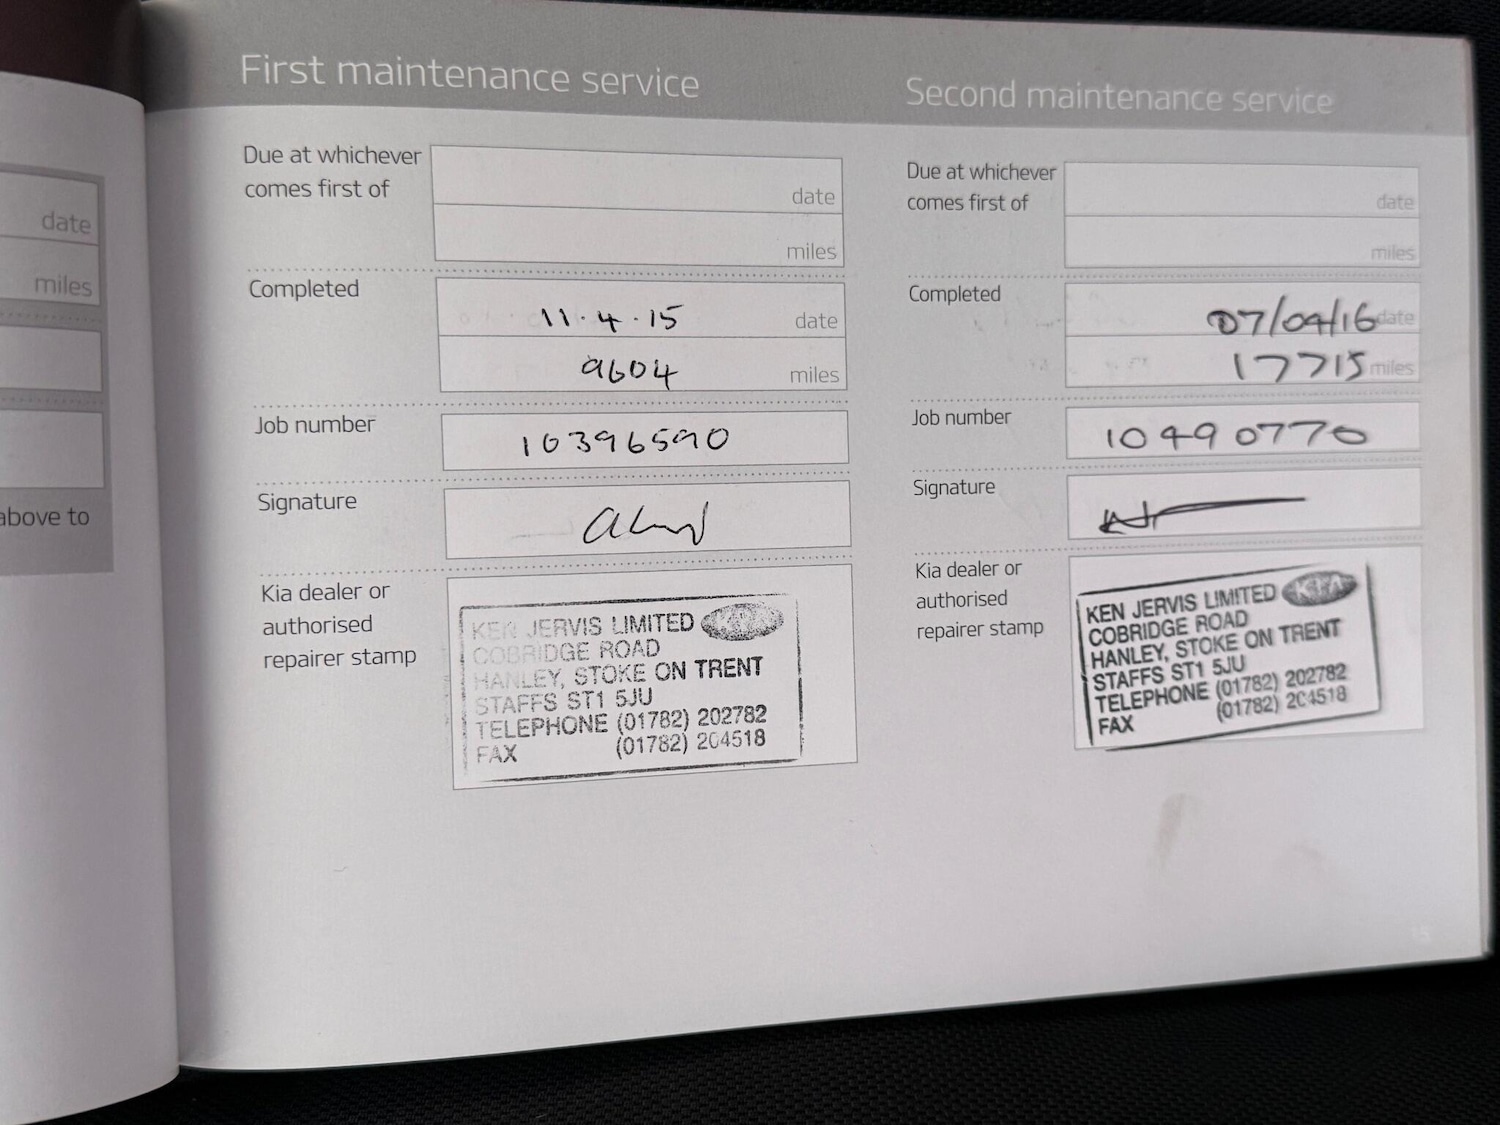 date
miles
above to
First maintenance service
Due at whichever
comes first of
date
miles
Completed
11.4.15 date
9604 miles
Job number
10396590
Signature
Kia dealer or
authorised
repairer stamp
KEN JERVIS LIMITED KIA
COBRIDGE ROAD
HANLEY, STOKE ON TRENT
STAFFS ST1 5JU
TELEPHONE (01782) 202782
FAX (01782) 204518
Second maintenance service
Due at whichever
comes first of
date
miles
Completed
07/04/16 date
17715 miles
Job number
10490770
Signature
Kia dealer or
authorised
repairer stamp
KEN JERVIS LIMITED KIA
COBRIDGE ROAD
HANLEY, STOKE ON TRENT
STAFFS ST1 5JU
TELEPHONE (01782) 202782
FAX (01782) 204518
15